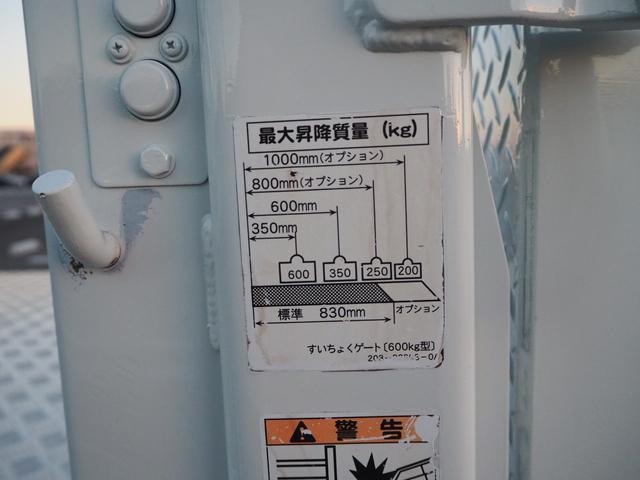 最大昇降質量 (kg)
1000mm(オプション)
800mm(オプション)
600mm
350mm
600 350 250 200
標準 830mm オプション
すいちょくゲート〔600kg型〕
警告